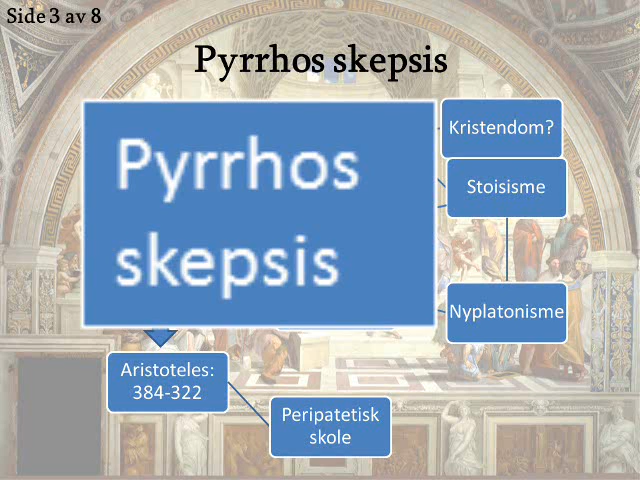 Side 3 av 8
Pyrrhos skepsis
Pyrrhos
skepsis
Kristendom?
Stoisisme
Nyplatonisme
Aristoteles:
384-322
Peripatetisk
skole